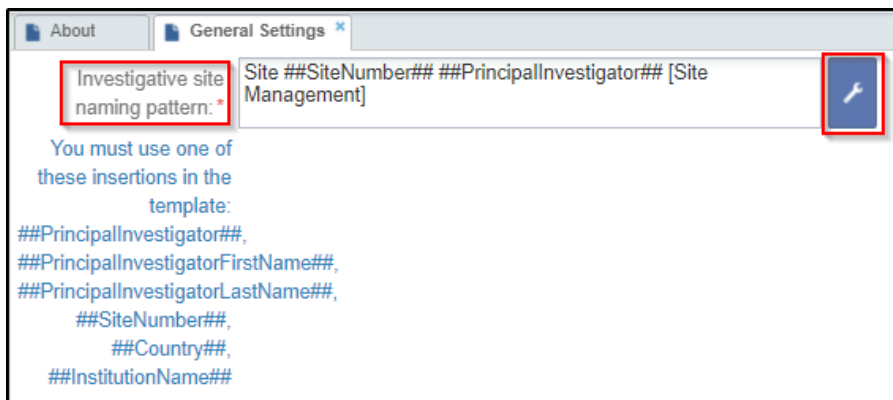 About
General Settings ×
Investigative site
naming pattern: *
Site ##SiteNumber## ##PrincipalInvestigator## [Site
Management]
You must use one of
these insertions in the
template:
##PrincipalInvestigator##,
##PrincipalInvestigatorFirstName##,
##PrincipalInvestigatorLastName##,
##SiteNumber##,
##Country##,
##InstitutionName##